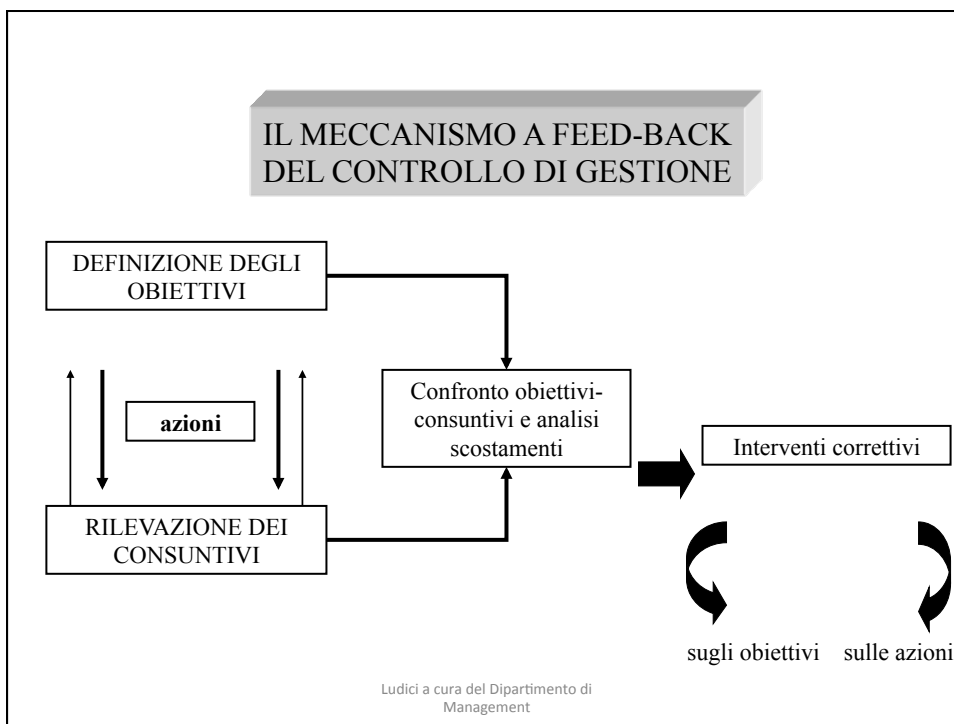 IL MECCANISMO A FEED-BACK
DEL CONTROLLO DI GESTIONE
DEFINIZIONE DEGLI
OBIETTIVI
azioni
RILEVAZIONE DEI
CONSUNTIVI
Confronto obiettivi-
consuntivi e analisi
scostamenti
Interventi correttivi
sugli obiettivi
sulle azioni
Ludici a cura del Dipartimento di
Management